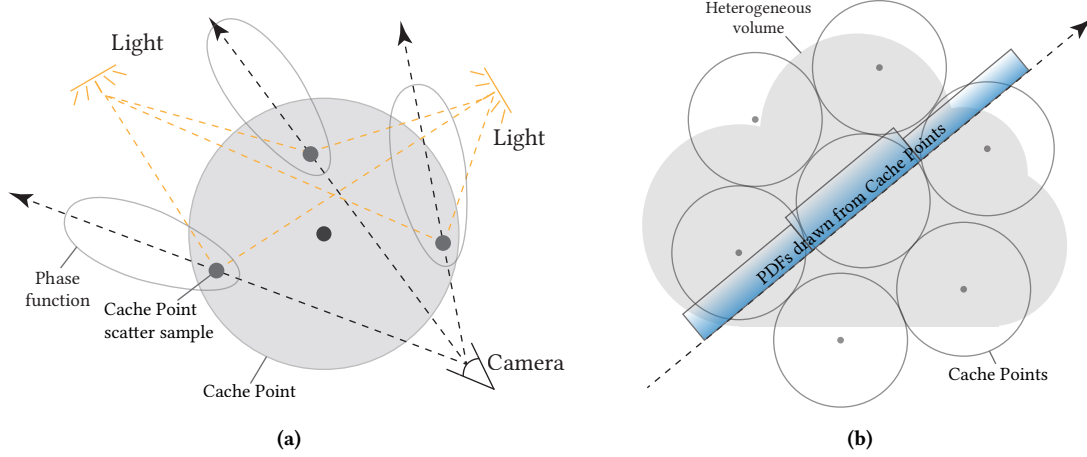 Light
Light
Phase
function
Cache Point
scatter sample
Cache Point
Camera
(a)
Heterogeneous
volume
PDFs drawn from Cache Points
Cache Points
(b)